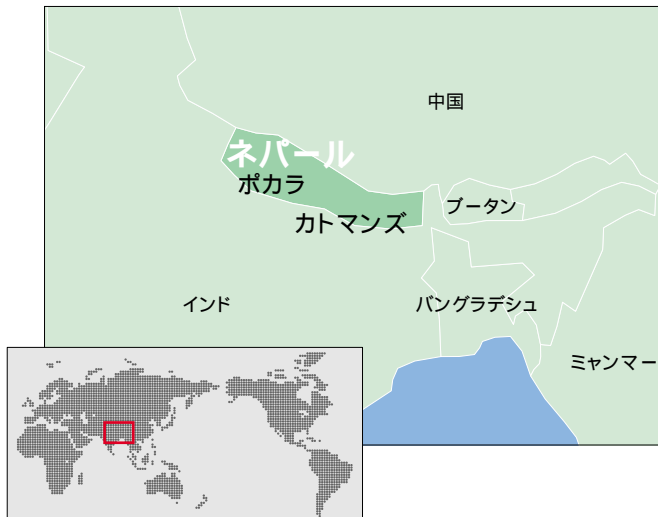 中国
ネパール
ポカラ
カトマンズ
ブータン
インド
バングラデシュ
ミャンマー